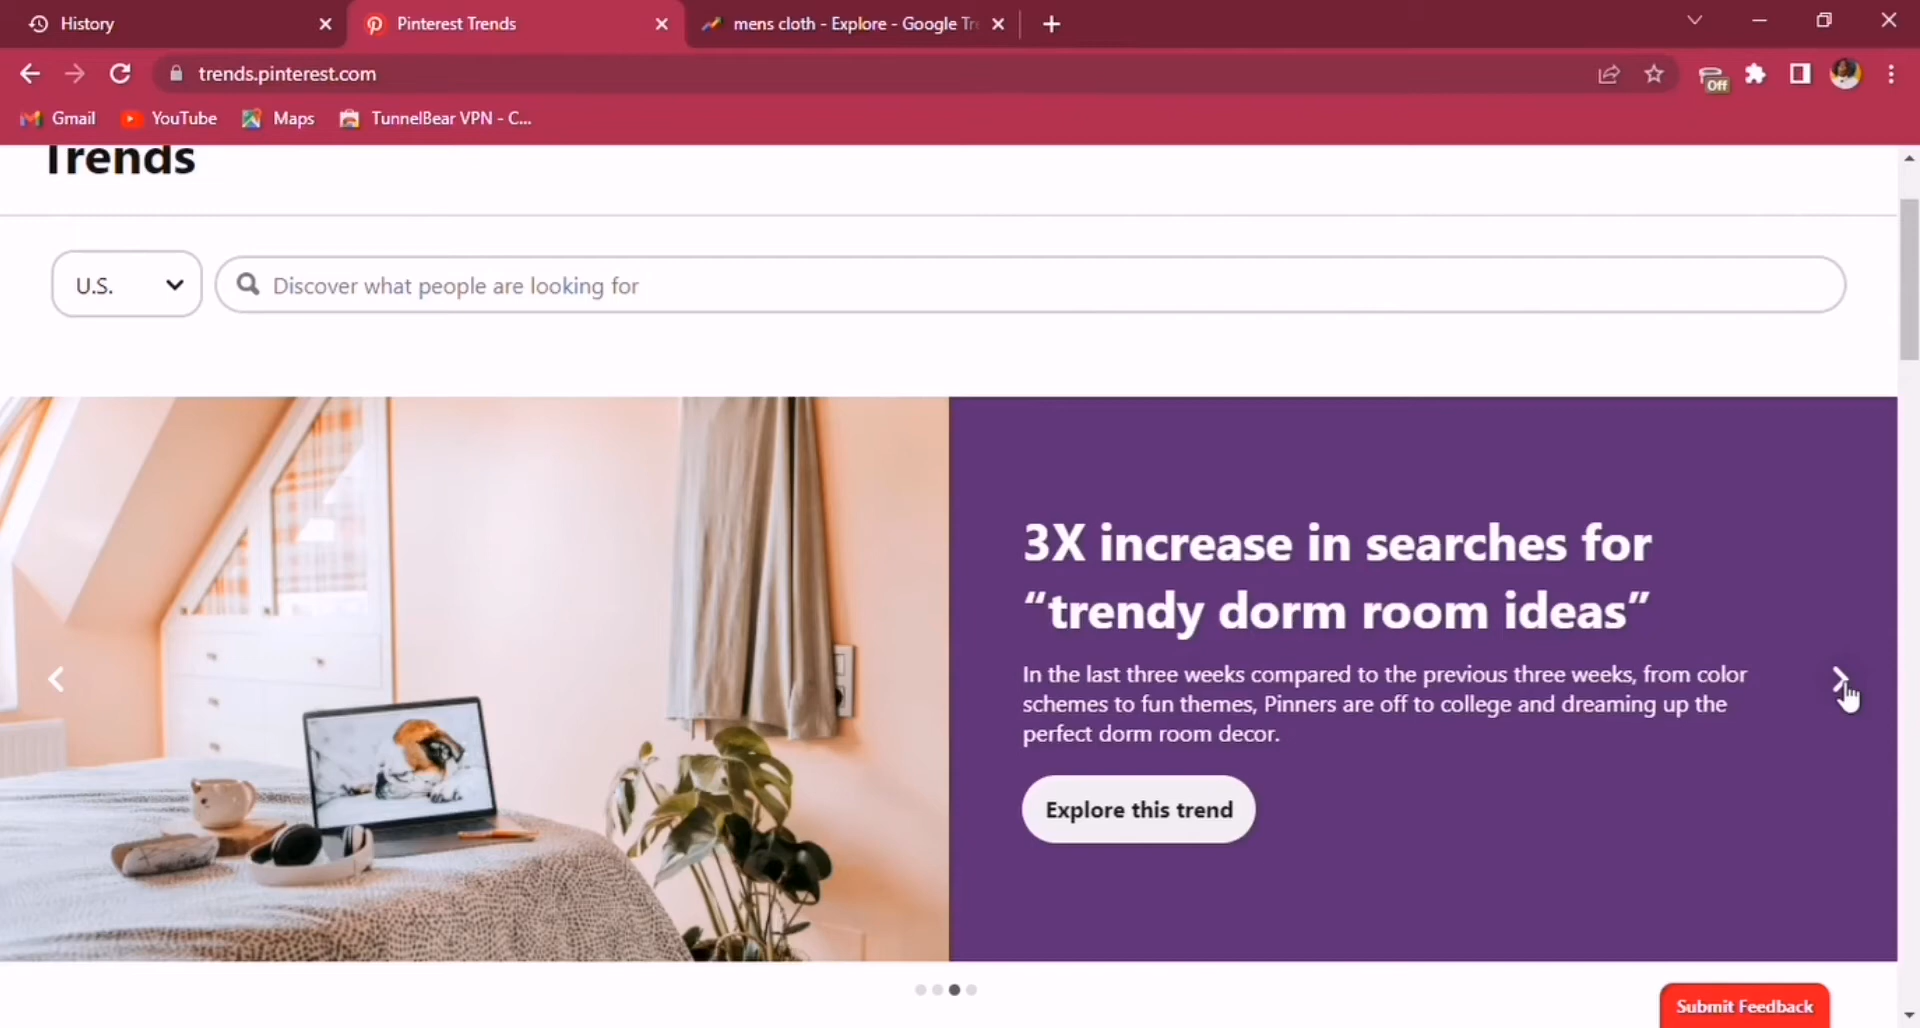 History
Pinterest Trends
mens cloth - Explore - Google Tre
trends.pinterest.com
Off
Gmail
YouTube
Maps
TunnelBear VPN - C...
Trends
U.S.
Discover what people are looking for
3X increase in searches for
“trendy dorm room ideas”
In the last three weeks compared to the previous three weeks, from color
schemes to fun themes, Pinners are off to college and dreaming up the
perfect dorm room decor.
Explore this trend
Submit Feedback